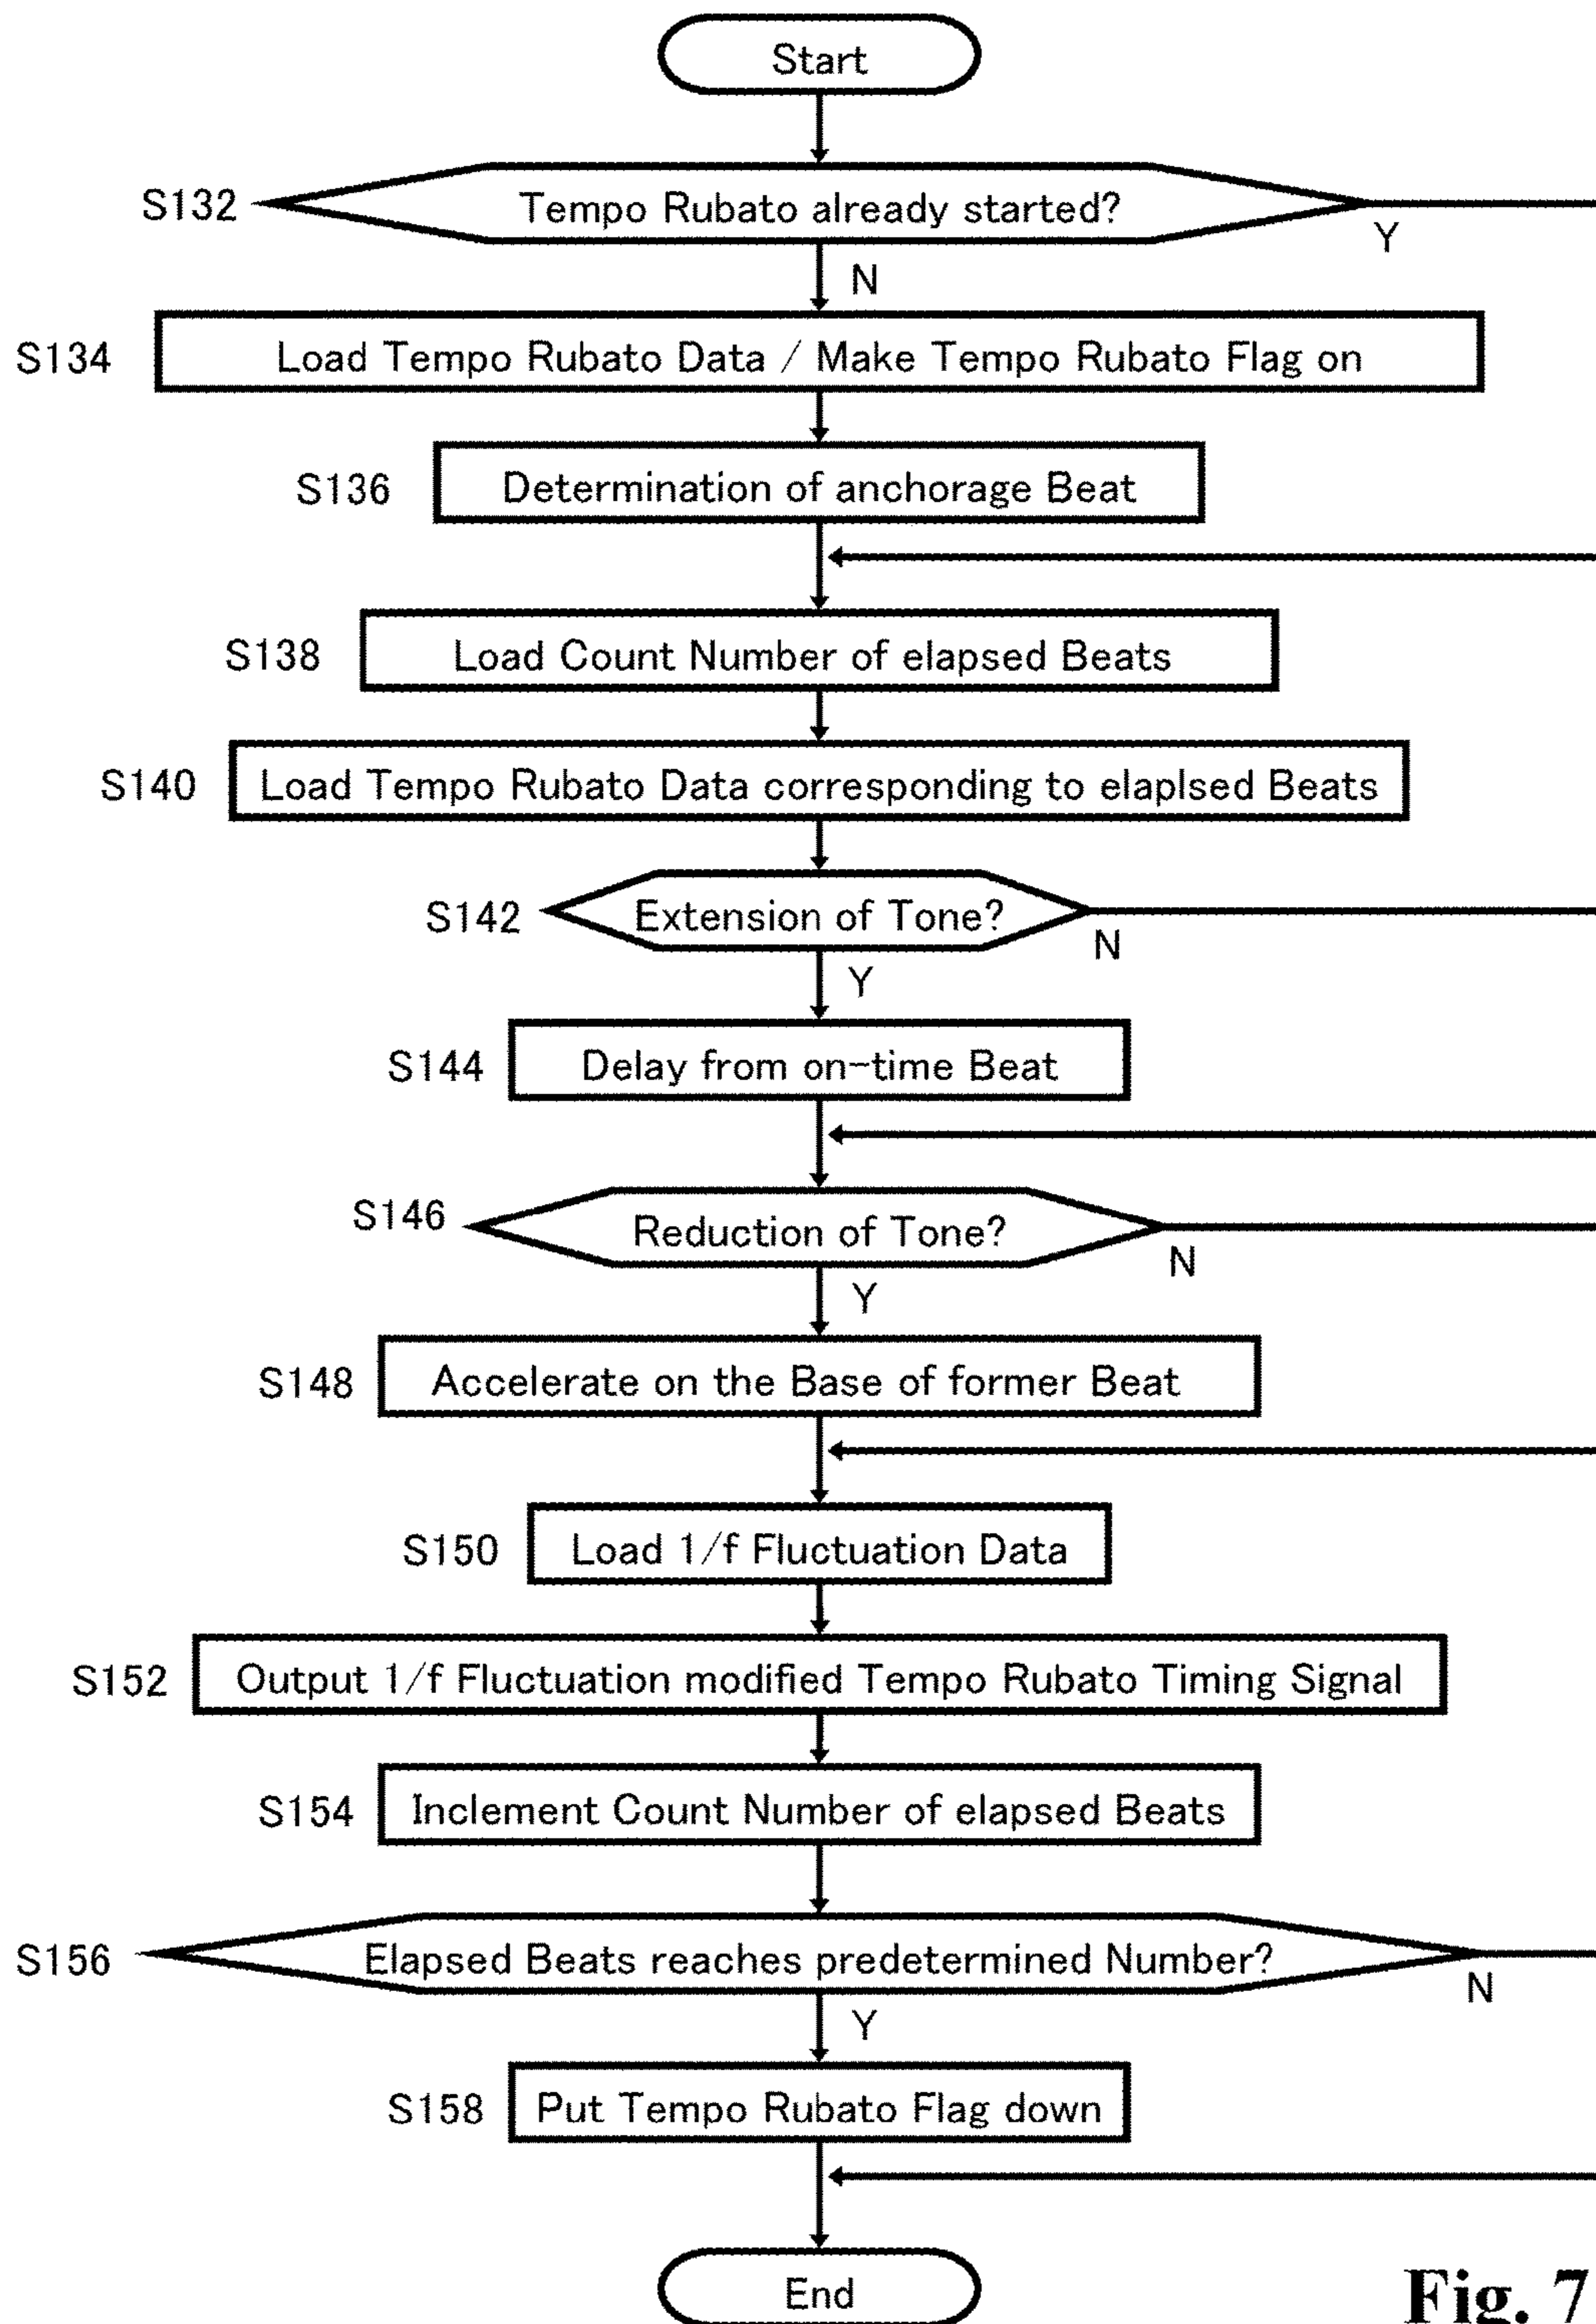 Start
S132
Tempo Rubato already started?
Y
N
S134
Load Tempo Rubato Data / Make Tempo Rubato Flag on
S136
Determination of anchorage Beat
S138
Load Count Number of elapsed Beats
S140
Load Tempo Rubato Data corresponding to elaplsed Beats
S142
Extension of Tone?
N
Y
S144
Delay from on-time Beat
S146
Reduction of Tone?
N
Y
S148
Accelerate on the Base of former Beat
S150
Load 1/f Fluctuation Data
S152
Output 1/f Fluctuation modified Tempo Rubato Timing Signal
S154
Inclement Count Number of elapsed Beats
S156
Elapsed Beats reaches predetermined Number?
N
Y
S158
Put Tempo Rubato Flag down
End
Fig. 7